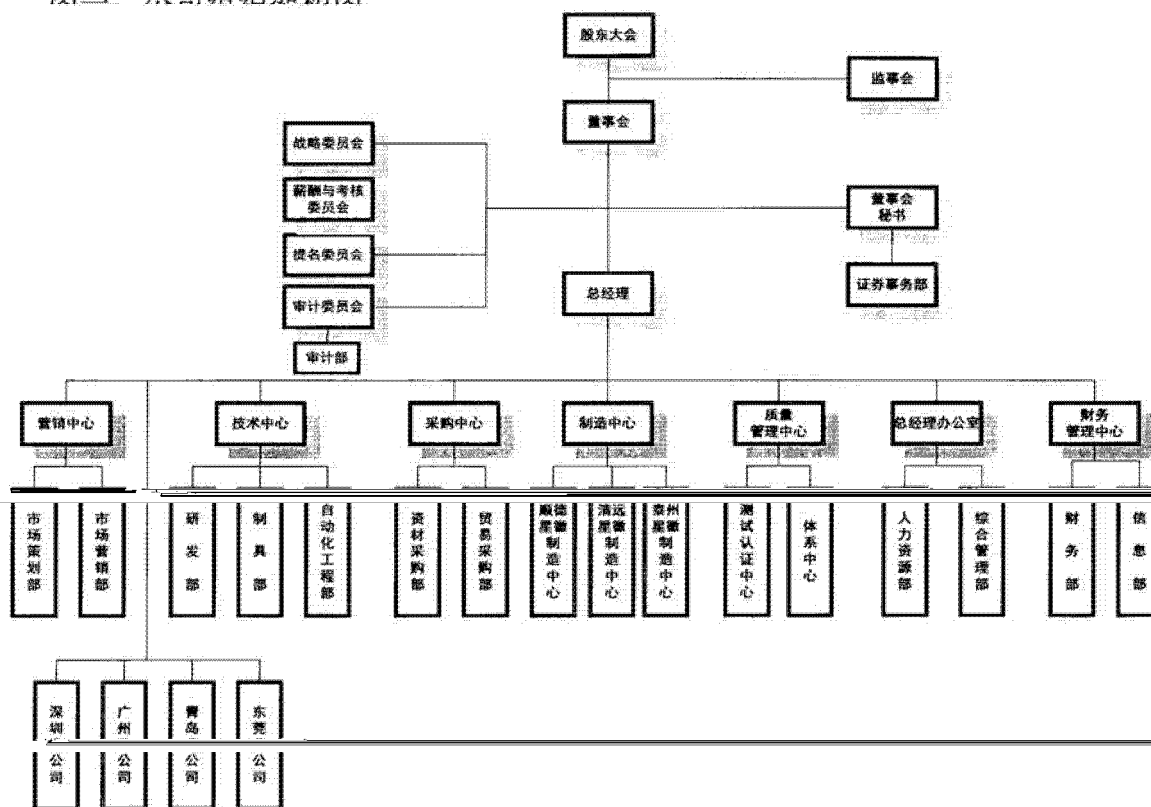 股东大会
监事会
董事会
战略委员会
薪酬与考核
委员会
董事会
秘书
提名委员会
总经理
证券事务部
审计委员会
审计部
营销中心
技术中心
采购中心
制造中心
质量
管理中心
总经理办公室
财务
管理中心
市场策划部
市场营销部
研发部
制具部
自动化工程部
资材采购部
贸易采购部
顺德
星徽
制造中心
清远
星徽
制造中心
泰州
星徽
制造中心
测试认证中心
体系中心
人力资源部
综合管理部
财务部
信息部
深圳公司
广州公司
青岛公司
东莞公司